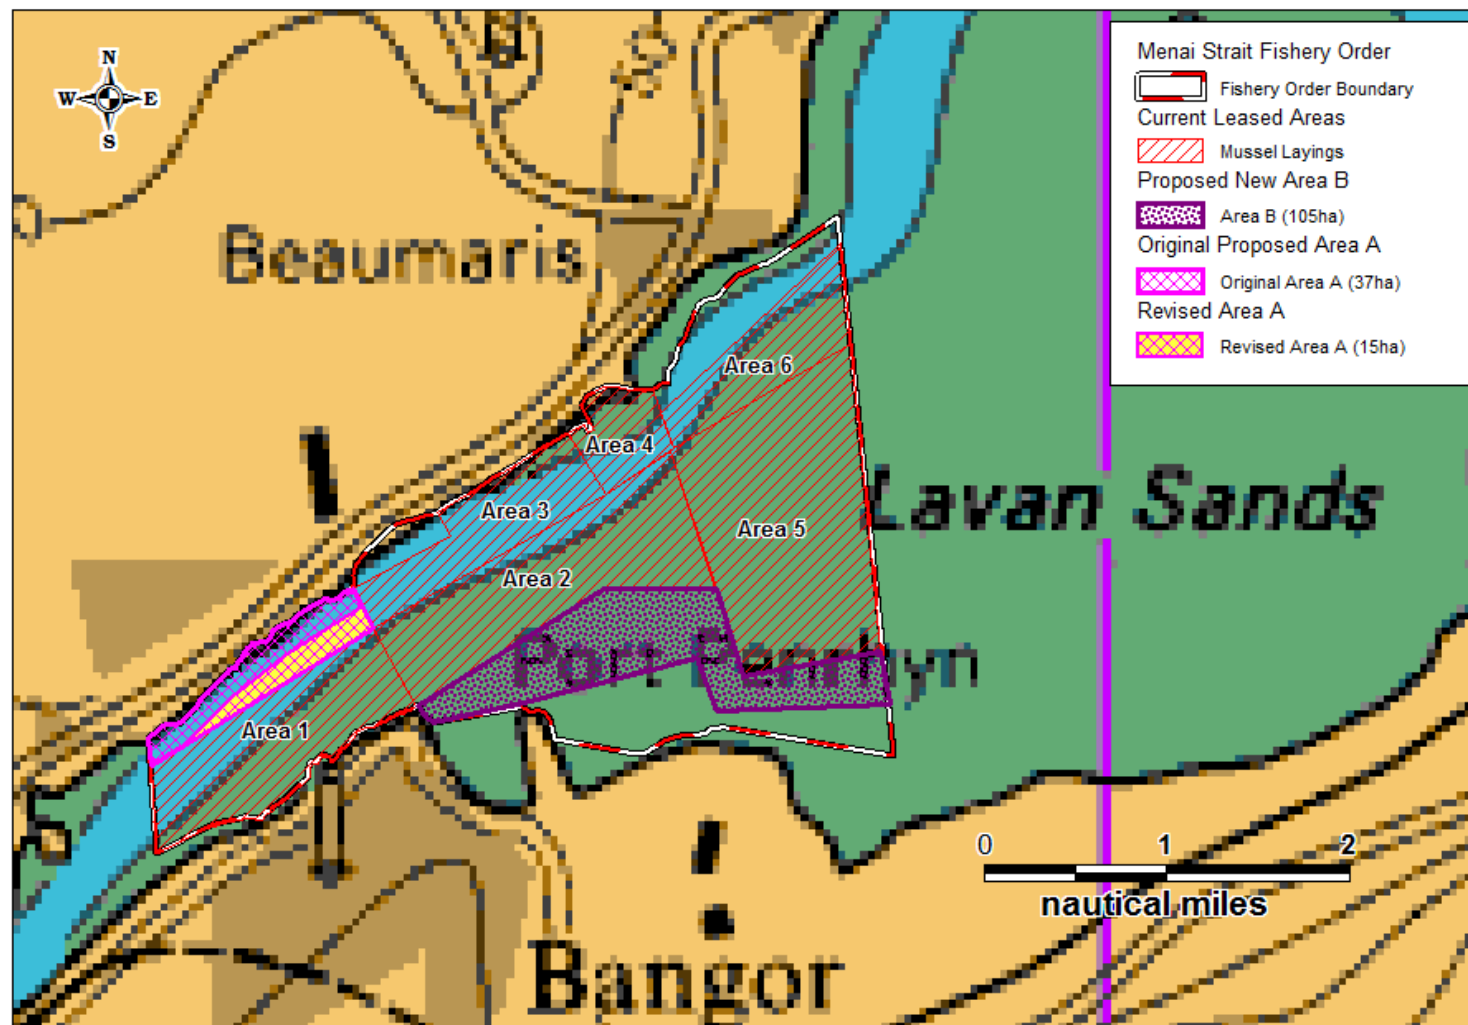 N
W E
S
Menai Strait Fishery Order
Fishery Order Boundary
Current Leased Areas
Mussel Layings
Proposed New Area B
Area B (105ha)
Original Proposed Area A
Original Area A (37ha)
Revised Area A
Revised Area A (15ha)
Beaumaris
Area 6
Area 4
Area 3
Lavan Sands
Area 5
Area 2
Port Penrhyn
Area 1
0 1 2
nautical miles
Bangor